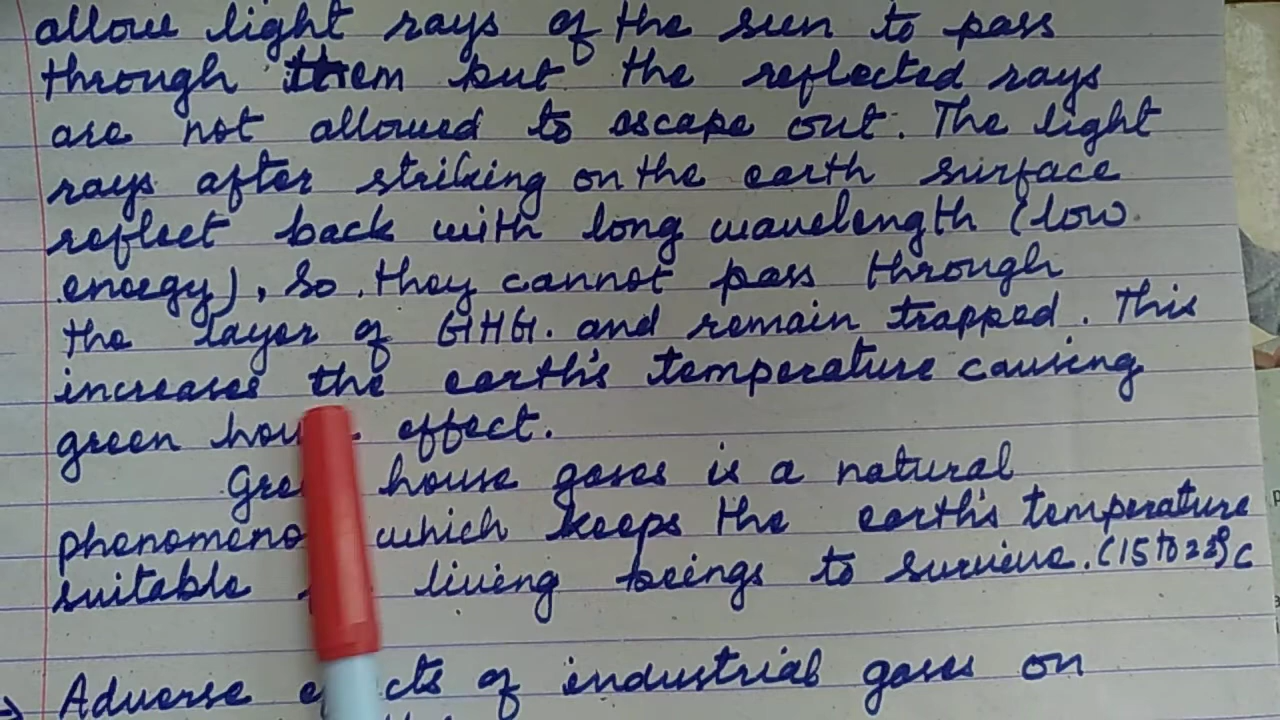 allow light rays of the sun to pass
through them but the reflected rays
are not allowed to escape out. The light
rays after striking on the earth surface
reflect back with long wavelength (low
energy), so they cannot pass through
the layer of GHG. and remain trapped. This
increases the earth's temperature causing
green effect.
house gases is a natural
which keeps the earth's temperature
suitable living beings to survive. (15 to
Adverse of industrial gases on